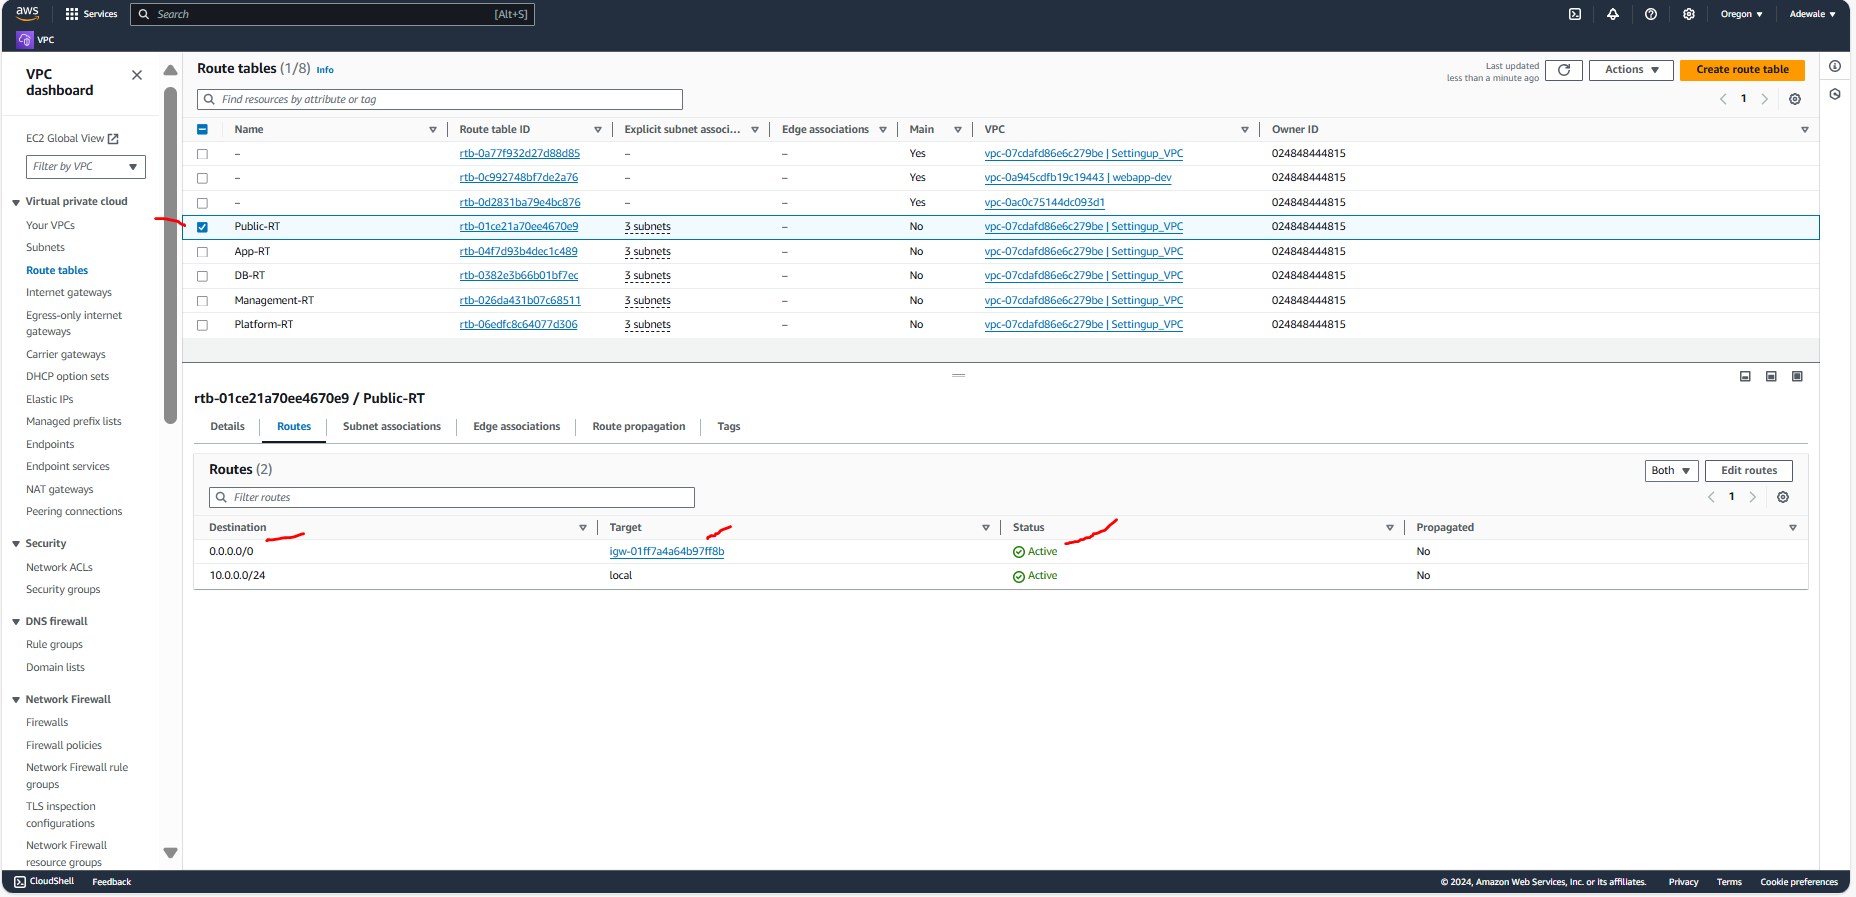 aws
Services
Search
[Alt+S]
Oregon
Adewale
VPC
VPC dashboard
EC2 Global View
Filter by VPC
Virtual private cloud
Your VPCs
Subnets
Route tables
Internet gateways
Egress-only internet
gateways
Carrier gateways
DHCP option sets
Elastic IPs
Managed prefix lists
Endpoints
Endpoint services
NAT gateways
Peering connections
Security
Network ACLs
Security groups
DNS firewall
Rule groups
Domain lists
Network Firewall
Firewalls
Firewall policies
Network Firewall rule
groups
TLS inspection
configurations
Network Firewall
resource groups
Route tables (1/8) Info
Last updated
less than a minute ago
Actions
Create route table
Find resources by attribute or tag
1
Name Route table ID Explicit subnet associ... Edge associations Main VPC Owner ID
– rtb-0a77f932d27d88d85 – – Yes vpc-07cdafd86e6c279be | Settingup_VPC 024848444815
– rtb-0c992748bf7de2a76 – – Yes vpc-0a945cdfb19c19443 | webapp-dev 024848444815
– rtb-0d2831ba79e4bc876 – – Yes vpc-0ac0c75144dc093d1 024848444815
Public-RT rtb-01ce21a70ee4670e9 3 subnets – No vpc-07cdafd86e6c279be | Settingup_VPC 024848444815
App-RT rtb-04f7d93b4dec1c489 3 subnets – No vpc-07cdafd86e6c279be | Settingup_VPC 024848444815
DB-RT rtb-0382e3b66b01bf7ec 3 subnets – No vpc-07cdafd86e6c279be | Settingup_VPC 024848444815
Management-RT rtb-026da431b07c68511 3 subnets – No vpc-07cdafd86e6c279be | Settingup_VPC 024848444815
Platform-RT rtb-06edfc8c64077d306 3 subnets – No vpc-07cdafd86e6c279be | Settingup_VPC 024848444815
rtb-01ce21a70ee4670e9 / Public-RT
Details Routes Subnet associations Edge associations Route propagation Tags
Routes (2)
Both
Edit routes
Filter routes
1
Destination Target Status Propagated
0.0.0.0/0 igw-01ff7a4a64b97ff8b Active No
10.0.0.0/24 local Active No
CloudShell Feedback
© 2024, Amazon Web Services, Inc. or its affiliates. Privacy Terms Cookie preferences